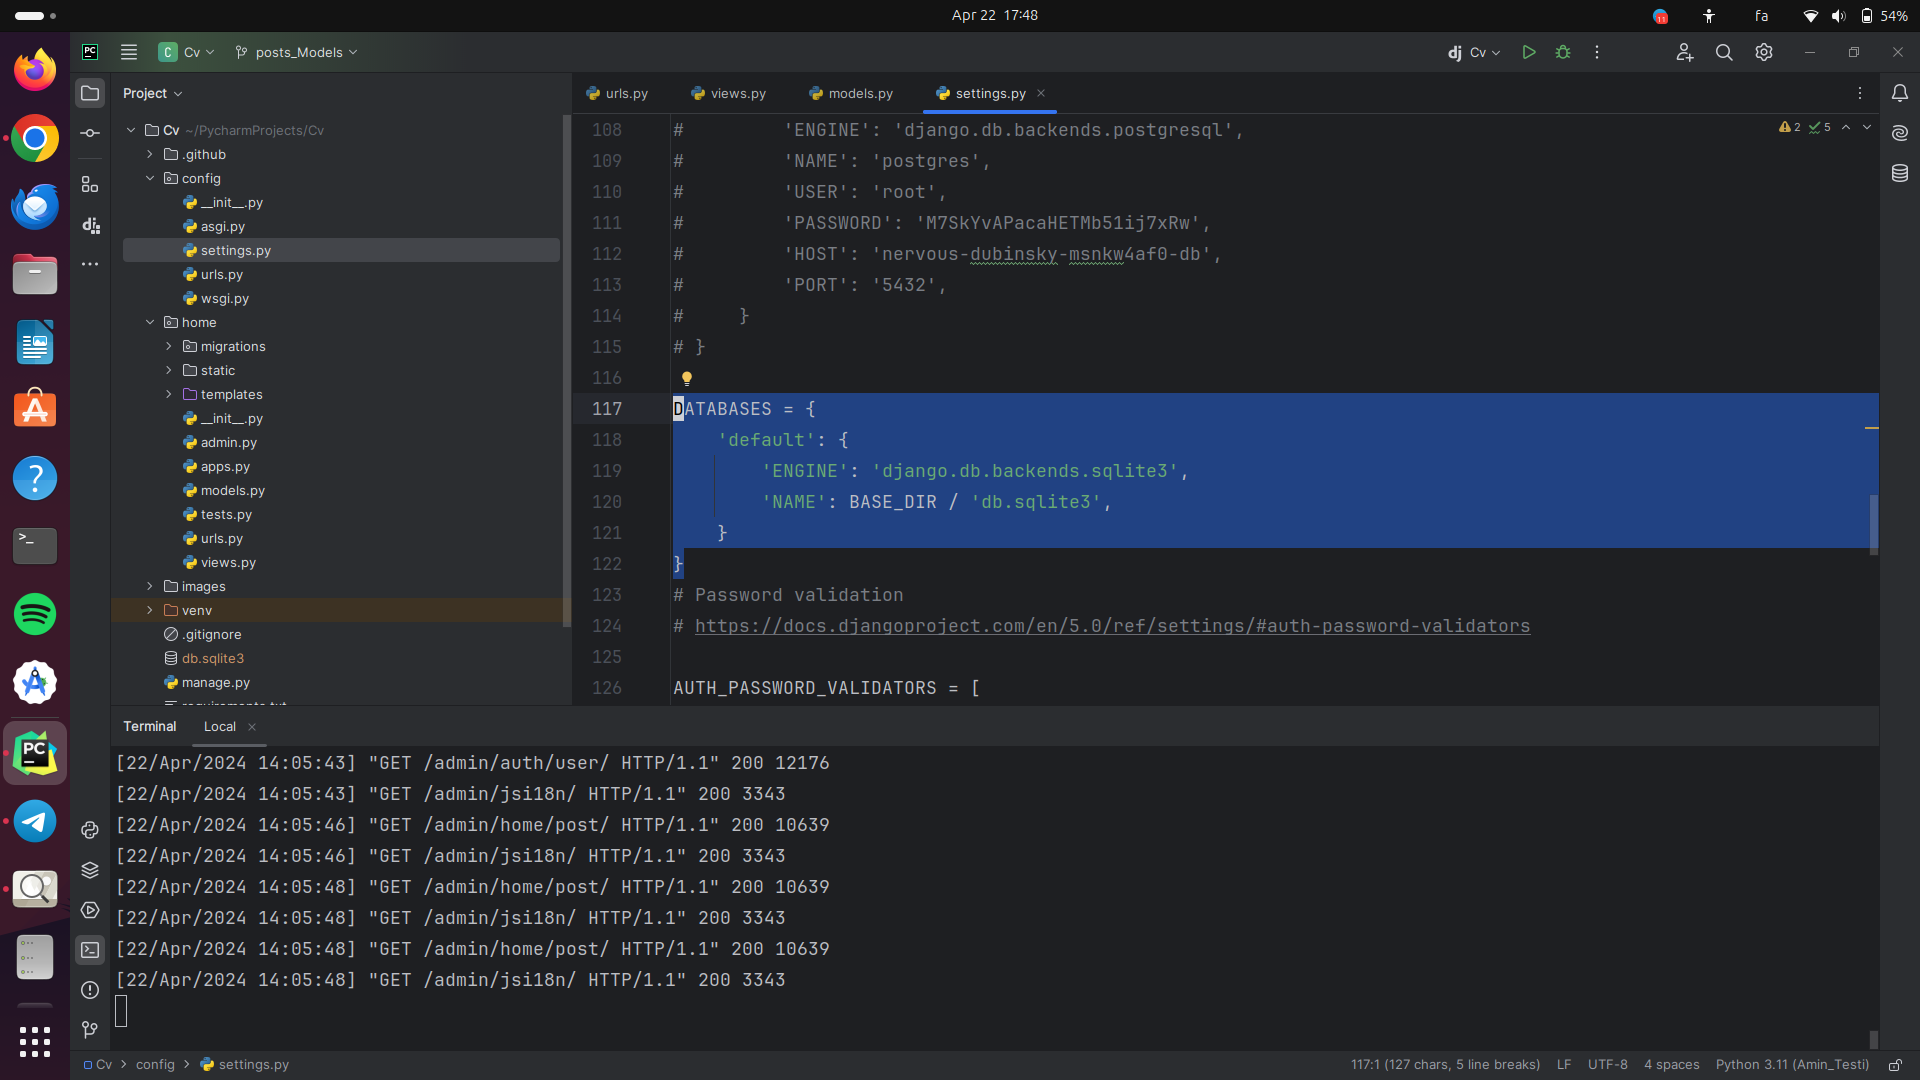 Apr 22 17:48
11
fa
54%
PC
C
Cv
posts_Models
dj
Cv
Project
urls.py
views.py
models.py
settings.py
Cv ~/PycharmProjects/Cv
.github
config
__init__.py
asgi.py
settings.py
urls.py
wsgi.py
home
migrations
static
templates
__init__.py
admin.py
apps.py
models.py
tests.py
urls.py
views.py
images
venv
.gitignore
db.sqlite3
manage.py
2
5
108 # 'ENGINE': 'django.db.backends.postgresql',
109 # 'NAME': 'postgres',
110 # 'USER': 'root',
111 # 'PASSWORD': 'M7SkYvAPacaHETMb51ij7xRw',
112 # 'HOST': 'nervous-dubinsky-msnkw4af0-db',
113 # 'PORT': '5432',
114 # }
115 # }
116
117 DATABASES = {
118 'default': {
119 'ENGINE': 'django.db.backends.sqlite3',
120 'NAME': BASE_DIR / 'db.sqlite3',
121 }
122 }
123 # Password validation
124 # https://docs.djangoproject.com/en/5.0/ref/settings/#auth-password-validators
125
126 AUTH_PASSWORD_VALIDATORS = [
Terminal
Local
[22/Apr/2024 14:05:43] "GET /admin/auth/user/ HTTP/1.1" 200 12176
[22/Apr/2024 14:05:43] "GET /admin/jsi18n/ HTTP/1.1" 200 3343
[22/Apr/2024 14:05:46] "GET /admin/home/post/ HTTP/1.1" 200 10639
[22/Apr/2024 14:05:46] "GET /admin/jsi18n/ HTTP/1.1" 200 3343
[22/Apr/2024 14:05:48] "GET /admin/home/post/ HTTP/1.1" 200 10639
[22/Apr/2024 14:05:48] "GET /admin/jsi18n/ HTTP/1.1" 200 3343
[22/Apr/2024 14:05:48] "GET /admin/home/post/ HTTP/1.1" 200 10639
[22/Apr/2024 14:05:48] "GET /admin/jsi18n/ HTTP/1.1" 200 3343
Cv
config
settings.py
117:1 (127 chars, 5 line breaks)
LF
UTF-8
4 spaces
Python 3.11 (Amin_Testi)